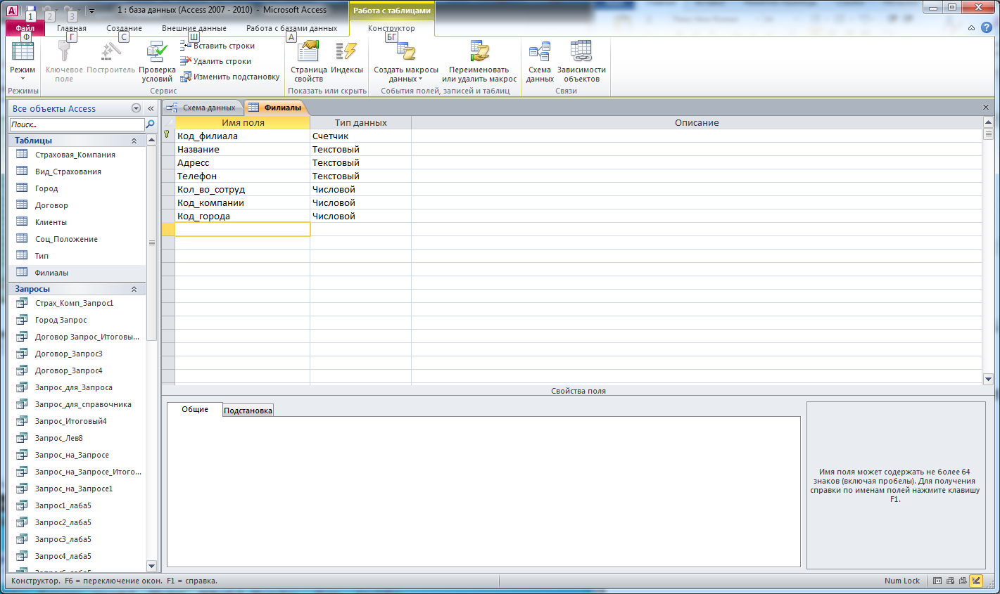 1 : база данных (Access 2007 - 2010) - Microsoft Access
Работа с таблицами
1
2
3
Файл
Главная
Создание
Внешние данные
Работа с базами данных
Конструктор
Ф
Г
С
Ш
А
БГ
Режим
Ключевое поле
Построитель
Проверка условий
Вставить строки
Удалить строки
Изменить подстановку
Страница свойств
Индексы
Создать макросы данных
Переименовать или удалить макрос
Схема данных
Зависимости объектов
Режимы
Сервис
Показать или скрыть
События полей, записей и таблиц
Связи
Все объекты Access
Поиск...
Таблицы
Страховая_Компания
Вид_Страхования
Город
Договор
Клиенты
Соц_Положение
Тип
Филиалы
Запросы
Страх_Комп_Запрос1
Город Запрос
Договор Запрос_Итоговы...
Договор_Запрос3
Договор_Запрос4
Запрос_для_Запроса
Запрос_для_справочника
Запрос_Итоговый4
Запрос_Лев8
Запрос_на_Запросе
Запрос_на_Запросе_Итого...
Запрос_на_Запросе1
Запрос1_лаба5
Запрос2_лаба5
Запрос3_лаба5
Запрос4_лаба5
Схема данных
Филиалы
Имя поля Тип данных Описание
Код_филиала Счетчик
Название Текстовый
Адресс Текстовый
Телефон Текстовый
Кол_во_сотруд Числовой
Код_компании Числовой
Код_города Числовой
Свойства поля
Общие
Подстановка
Имя поля может содержать не более 64
знаков (включая пробелы). Для получения
справки по именам полей нажмите клавишу
F1.
Конструктор. F6 = переключение окон. F1 = справка.
Num Lock